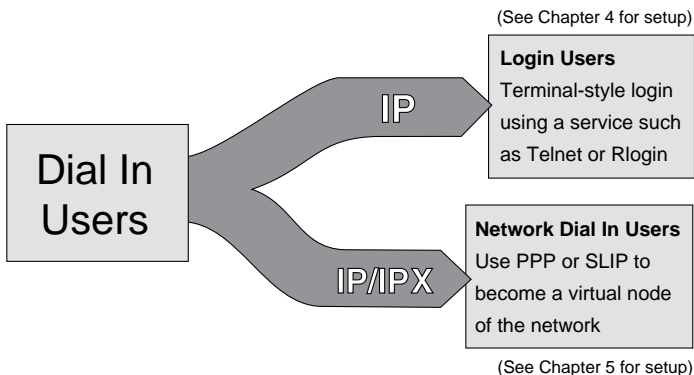 (See Chapter 4 for setup)
Login Users
Terminal-style login
using a service such
as Telnet or Rlogin
IP
Dial In
Users
IP/IPX
Network Dial In Users
Use PPP or SLIP to
become a virtual node
of the network
(See Chapter 5 for setup)